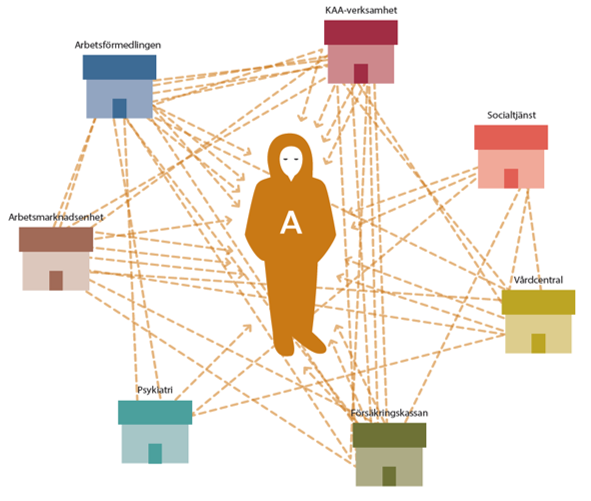 KAA-verksamhet
Arbetsförmedlingen
Socialtjänst
Arbetsmarknadsenhet
A
Vårdcentral
Psykiatri
Försäkringskassan